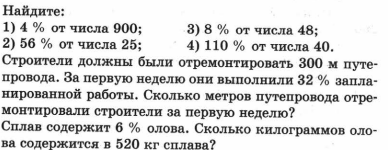 Найдите:
1) 4 % от числа 900; 3) 8 % от числа 48;
2) 56 % от числа 25; 4) 110 % от числа 40.
Строители должны были отремонтировать 300 м путе-
провода. За первую неделю они выполнили 32 % запла-
нированной работы. Сколько метров путепровода отре-
монтировали строители за первую неделю?
Сплав содержит 6 % олова. Сколько килограммов оло-
ва содержится в 520 кг сплава?